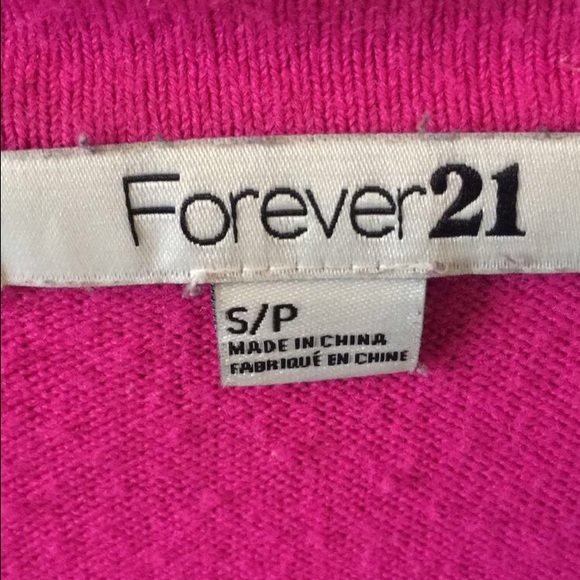 Forever21
S/P
MADE IN CHINA
FABRIQUÉ EN CHINE